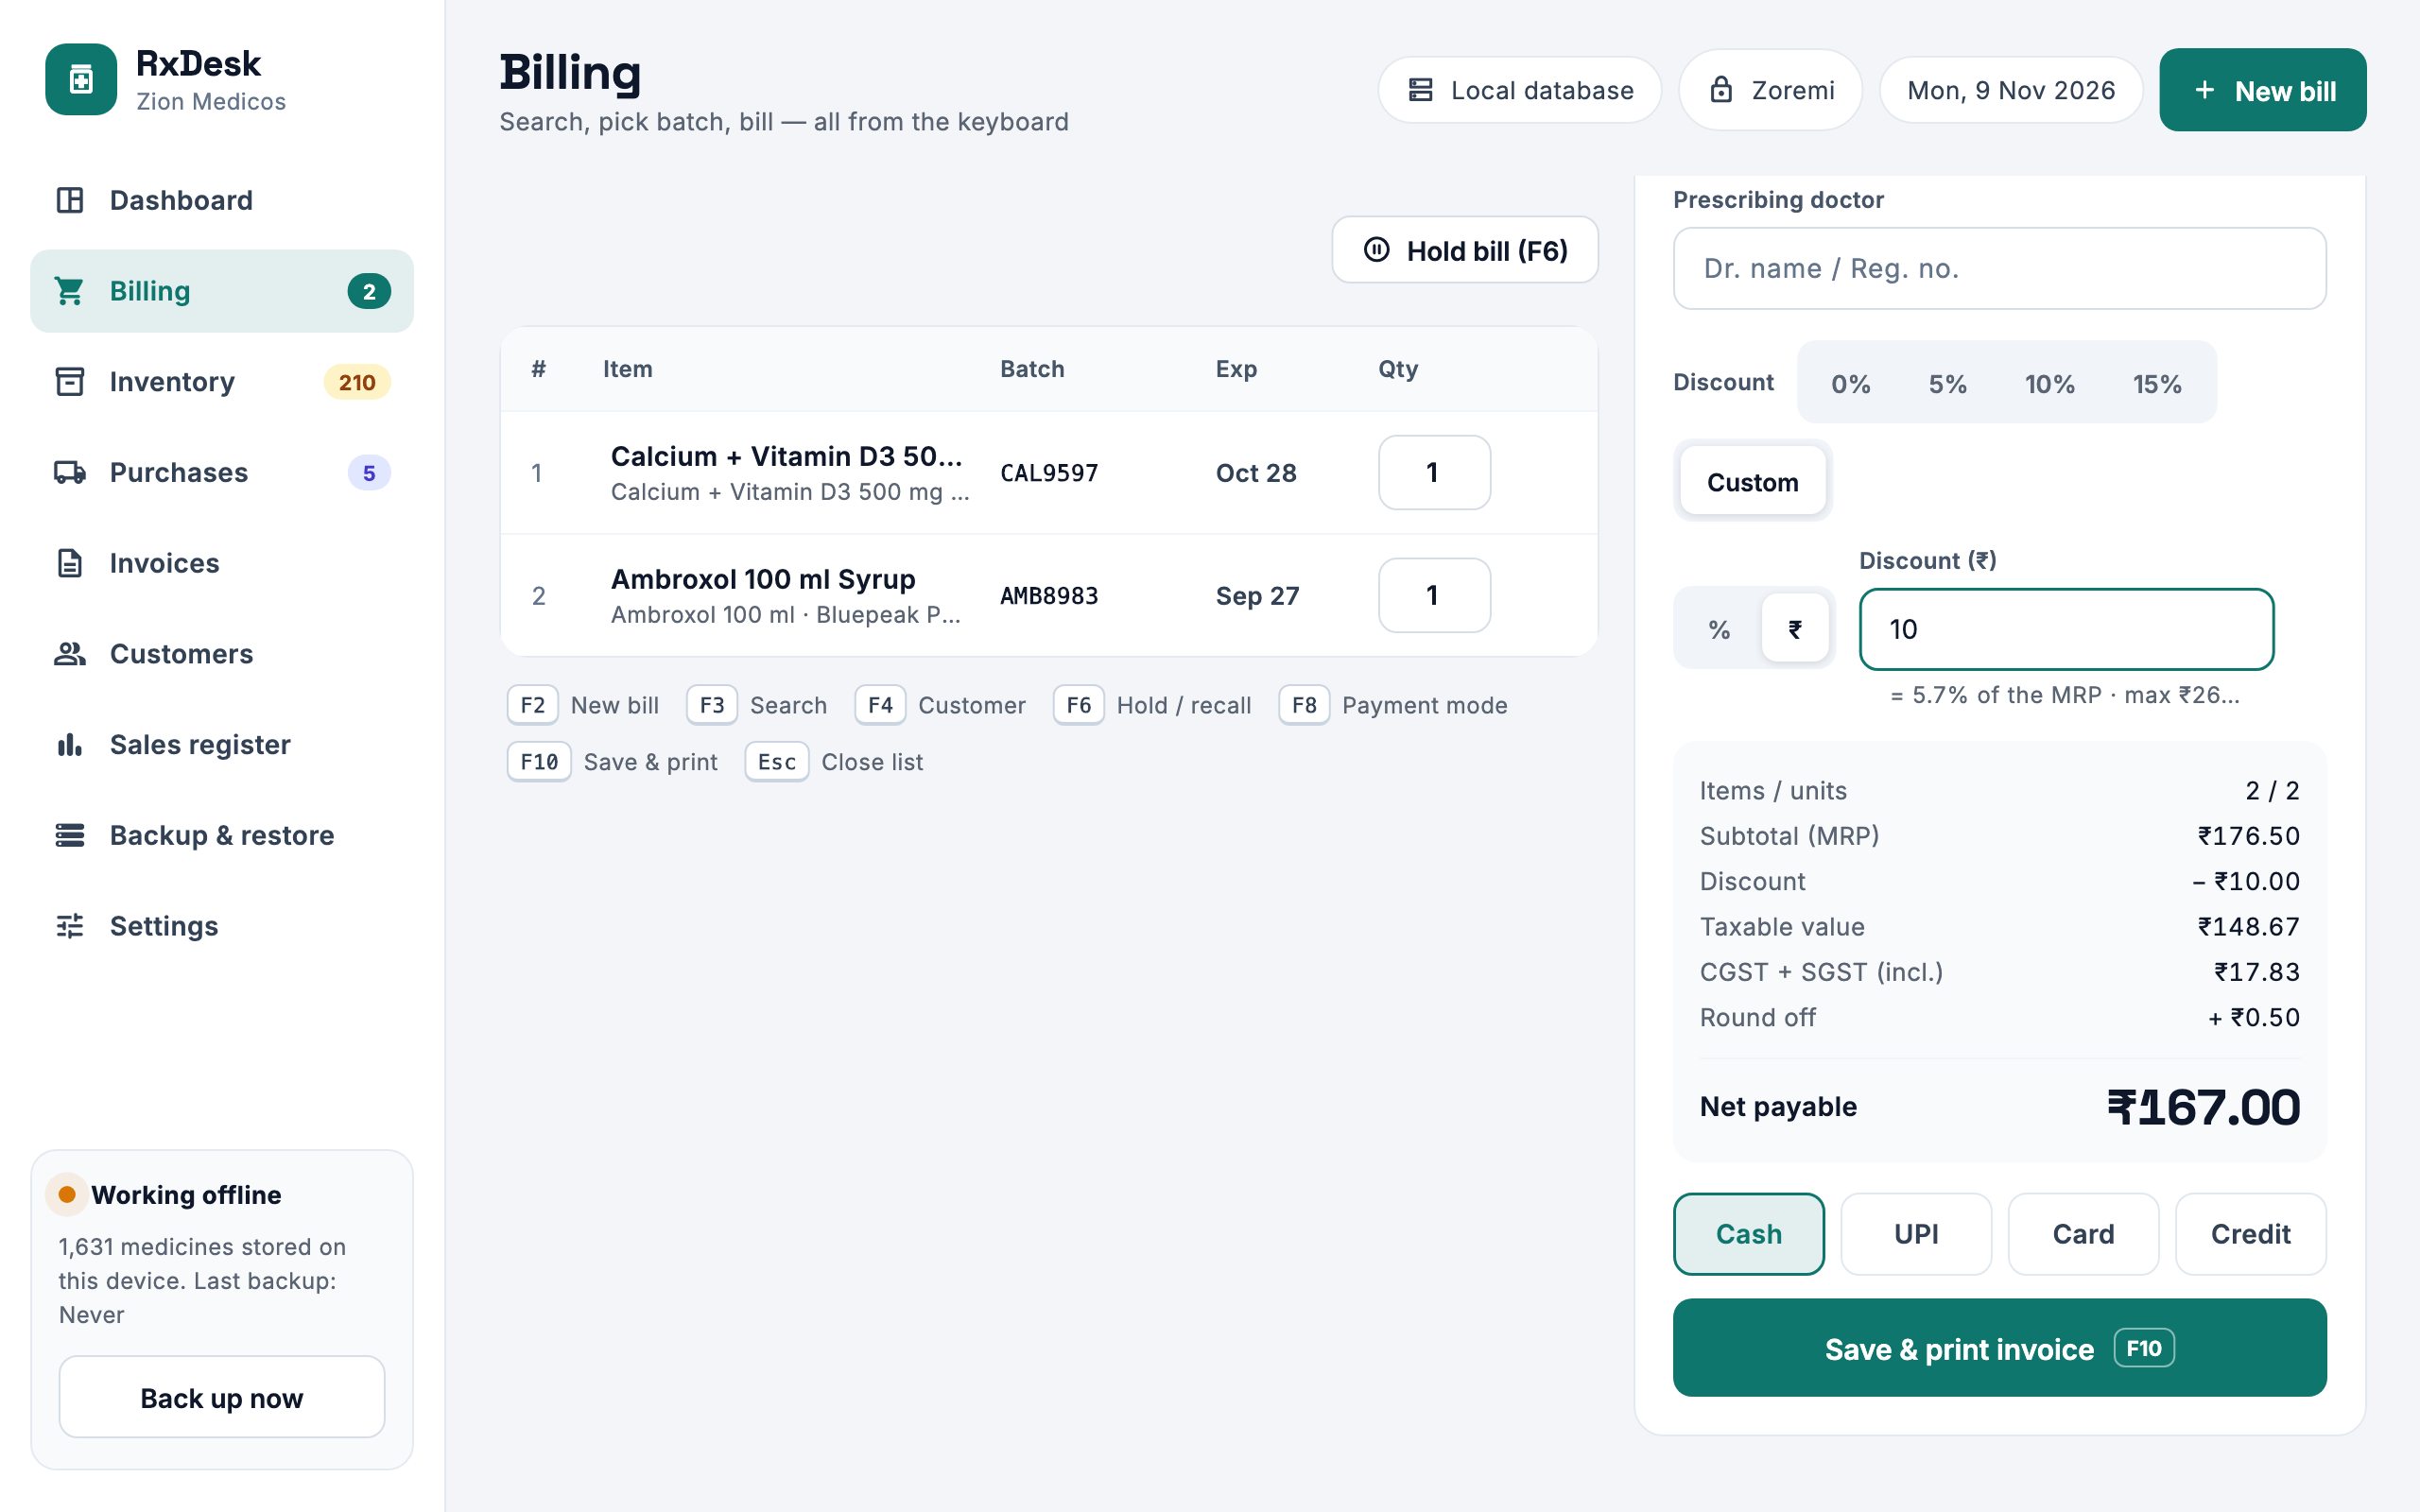 RxDesk
Zion Medicos
Dashboard
Billing 2
Inventory 210
Purchases 5
Invoices
Customers
Sales register
Backup & restore
Settings
Working offline
1,631 medicines stored on
this device. Last backup:
Never
Back up now
Billing
Search, pick batch, bill — all from the keyboard
Local database
Zoremi
Mon, 9 Nov 2026
+ New bill
Hold bill (F6)
# Item Batch Exp Qty
1 Calcium + Vitamin D3 50... CAL9597 Oct 28 1
Calcium + Vitamin D3 500 mg ...
2 Ambroxol 100 ml Syrup AMB8983 Sep 27 1
Ambroxol 100 ml · Bluepeak P...
F2 New bill F3 Search F4 Customer F6 Hold / recall F8 Payment mode
F10 Save & print Esc Close list
Prescribing doctor
Dr. name / Reg. no.
Discount 0% 5% 10% 15%
Custom
Discount (₹)
% ₹ 10
= 5.7% of the MRP · max ₹26...
Items / units 2 / 2
Subtotal (MRP) ₹176.50
Discount − ₹10.00
Taxable value ₹148.67
CGST + SGST (incl.) ₹17.83
Round off + ₹0.50
Net payable ₹167.00
Cash UPI Card Credit
Save & print invoice F10